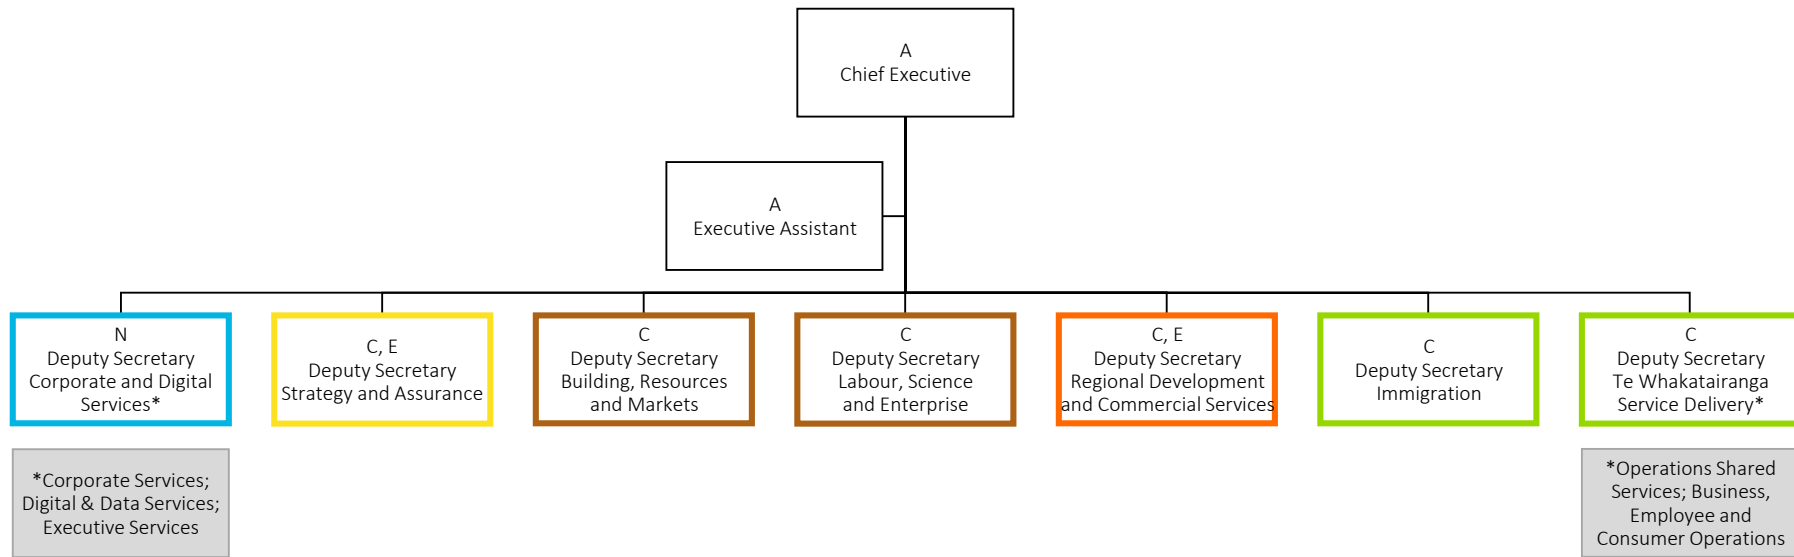 A
Chief Executive
A
Executive Assistant
N
Deputy Secretary
Corporate and Digital
Services*
C, E
Deputy Secretary
Strategy and Assurance
C
Deputy Secretary
Building, Resources
and Markets
C
Deputy Secretary
Labour, Science
and Enterprise
C, E
Deputy Secretary
Regional Development
and Commercial Services
C
Deputy Secretary
Immigration
C
Deputy Secretary
Te Whakatairanga
Service Delivery*
*Corporate Services;
Digital & Data Services;
Executive Services
*Operations Shared
Services; Business,
Employee and
Consumer Operations